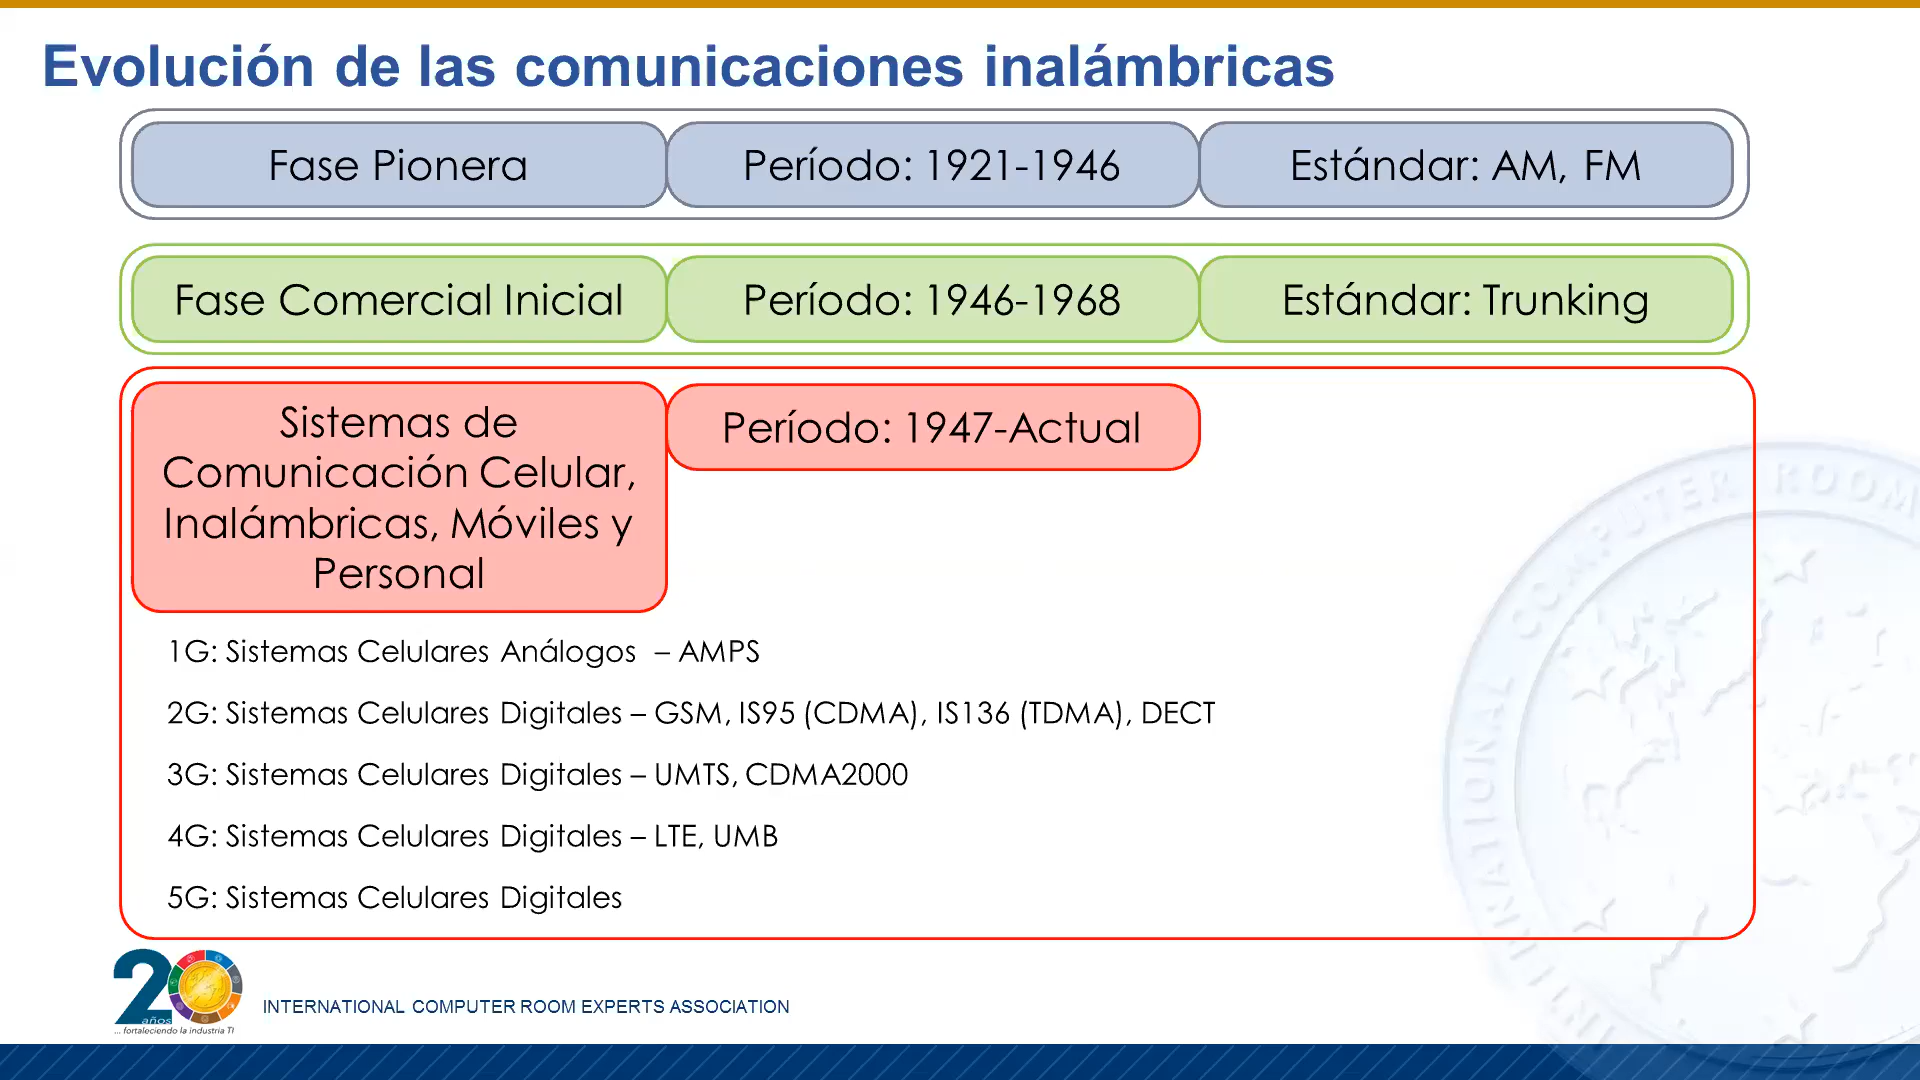 Evolución de las comunicaciones inalámbricas
Fase Pionera
Período: 1921-1946
Estándar: AM, FM
Fase Comercial Inicial
Período: 1946-1968
Estándar: Trunking
Sistemas de
Comunicación Celular,
Inalámbricas, Móviles y
Personal
Período: 1947-Actual
1G: Sistemas Celulares Análogos – AMPS
2G: Sistemas Celulares Digitales – GSM, IS95 (CDMA), IS136 (TDMA), DECT
3G: Sistemas Celulares Digitales – UMTS, CDMA2000
4G: Sistemas Celulares Digitales – LTE, UMB
5G: Sistemas Celulares Digitales
20
años
... fortaleciendo la industria TI
INTERNATIONAL COMPUTER ROOM EXPERTS ASSOCIATION
INTERNATIONAL COMPUTER ROOM